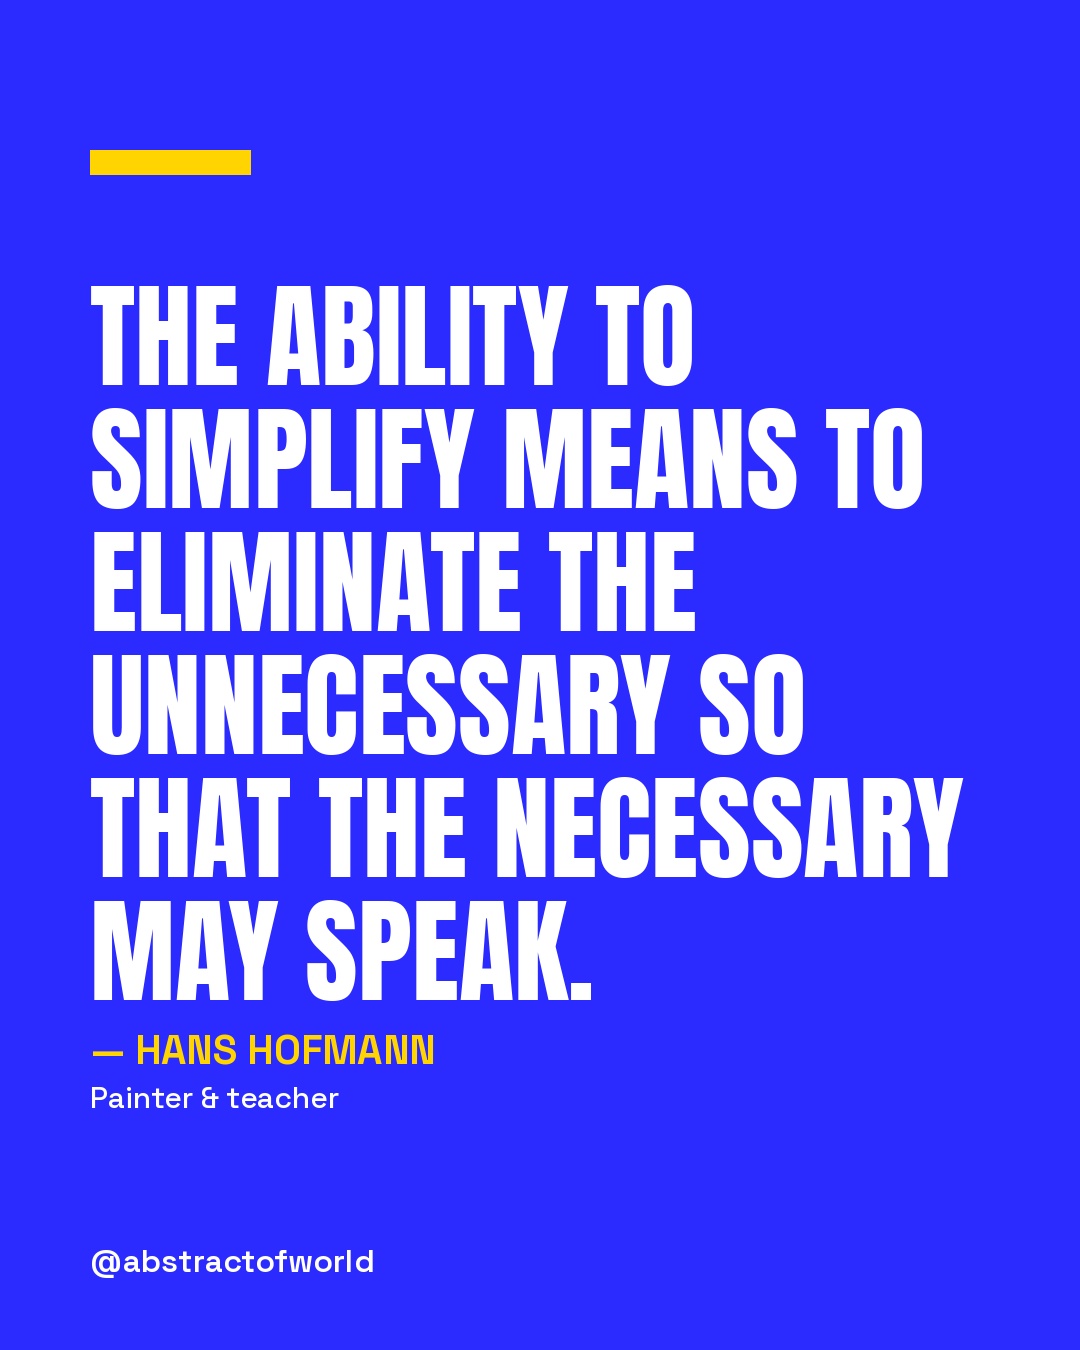 THE ABILITY TO
SIMPLIFY MEANS TO
ELIMINATE THE
UNNECESSARY SO
THAT THE NECESSARY
MAY SPEAK.
— HANS HOFMANN
Painter & teacher
@abstractofworld